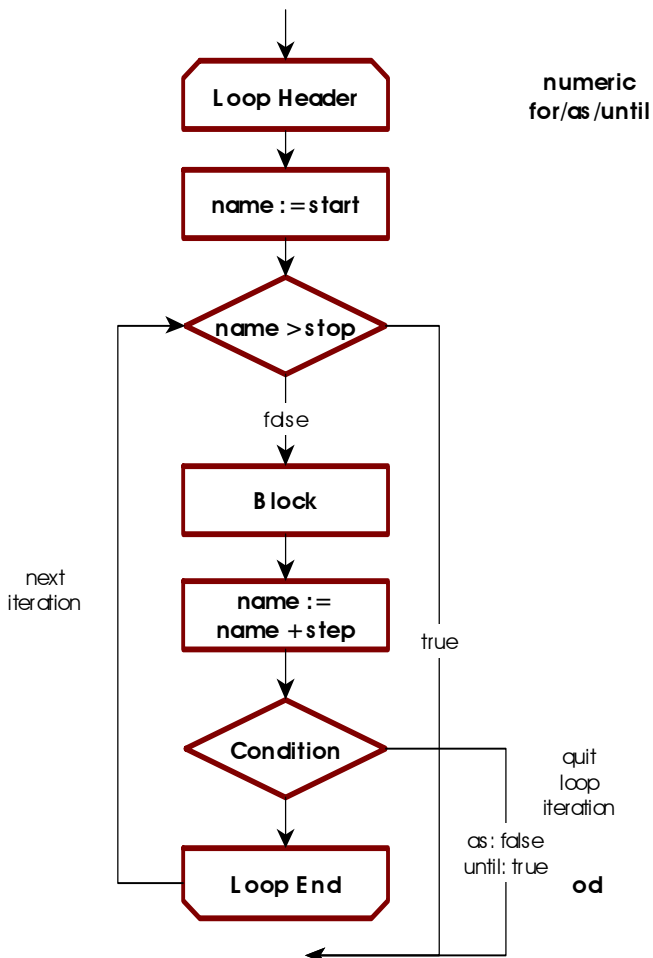 Loop Header
numeric
for/as/until
name :=start
name >stop
false
Block
next
iteration
name :=
name +step
true
Condition
quit
loop
iteration
as: false
until: true
Loop End
od